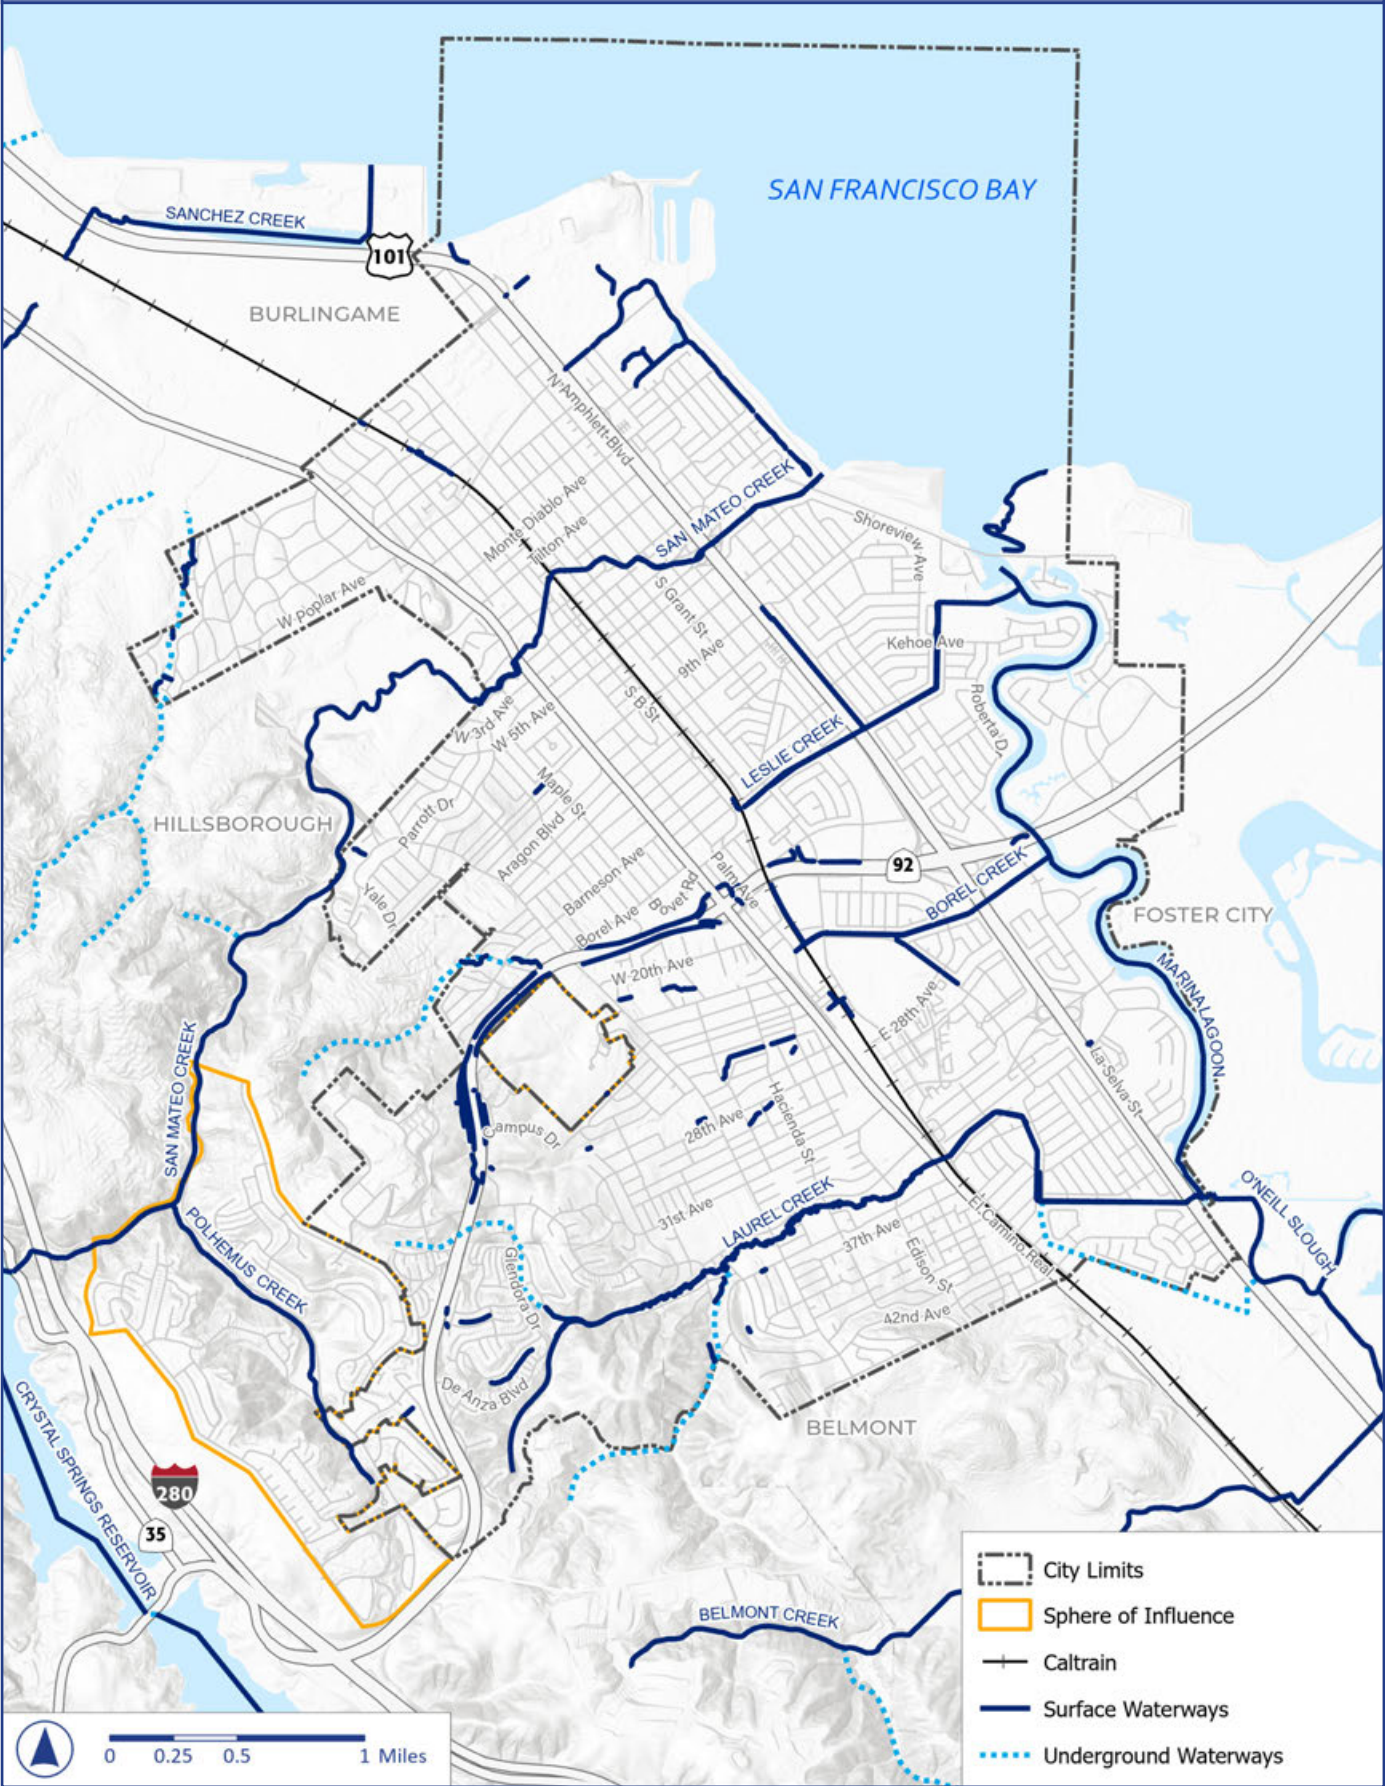 SAN FRANCISCO BAY
SANCHEZ CREEK
101
BURLINGAME
N Amphlett Blvd
Monte Diablo Ave
Tilton Ave
SAN MATEO CREEK
Shoreview Ave
W Poplar Ave
S Grant St
9th Ave
Kehoe Ave
S B St
Roberta Dr
W 3rd Ave
W 5th Ave
LESLIE CREEK
Maple St
Parrott Dr
HILLSBOROUGH
Aragon Blvd
Barneson Ave
Palm Ave
92
Bovet Rd
BOREL CREEK
Yale Dr
Borel Ave
FOSTER CITY
W 20th Ave
MARINA LAGOON
E 28th Ave
SAN MATEO CREEK
La Selva St
Campus Dr
28th Ave
Hacienda St
31st Ave
LAUREL CREEK
O'NEILL SLOUGH
POLHEMUS CREEK
37th Ave
El Camino Real
Edison St
Glendora Dr
42nd Ave
De Anza Blvd
BELMONT
CRYSTAL SPRINGS RESERVOIR
280
35
BELMONT CREEK
City Limits
Sphere of Influence
Caltrain
Surface Waterways
Underground Waterways
0 0.25 0.5 1 Miles